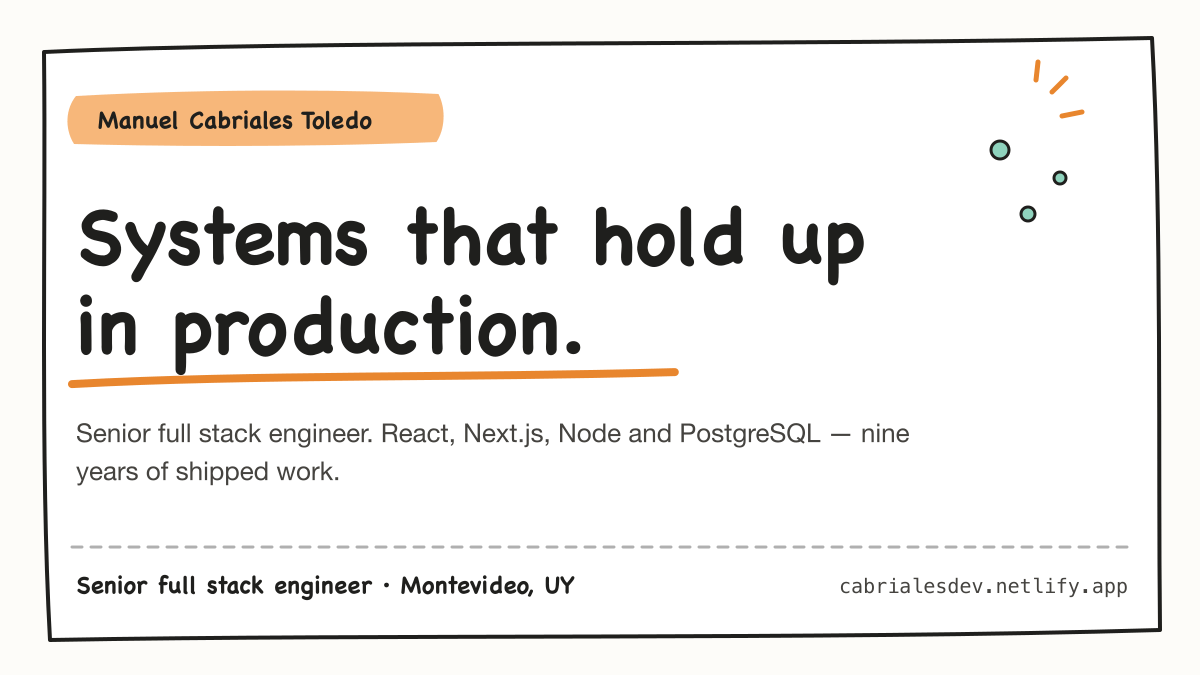 Manuel Cabriales Toledo
Systems that hold up
in production.
Senior full stack engineer. React, Next.js, Node and PostgreSQL — nine
years of shipped work.
Senior full stack engineer · Montevideo, UY
cabrialesdev.netlify.app